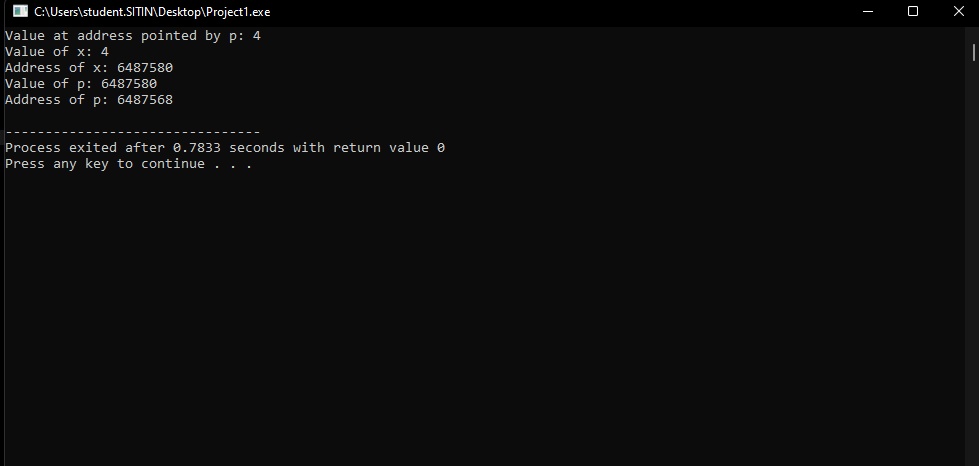 C:\Users\student.SITIN\Desktop\Project1.exe
Value at address pointed by p: 4
Value of x: 4
Address of x: 6487580
Value of p: 6487580
Address of p: 6487568
--------------------------------
Process exited after 0.7833 seconds with return value 0
Press any key to continue . . .